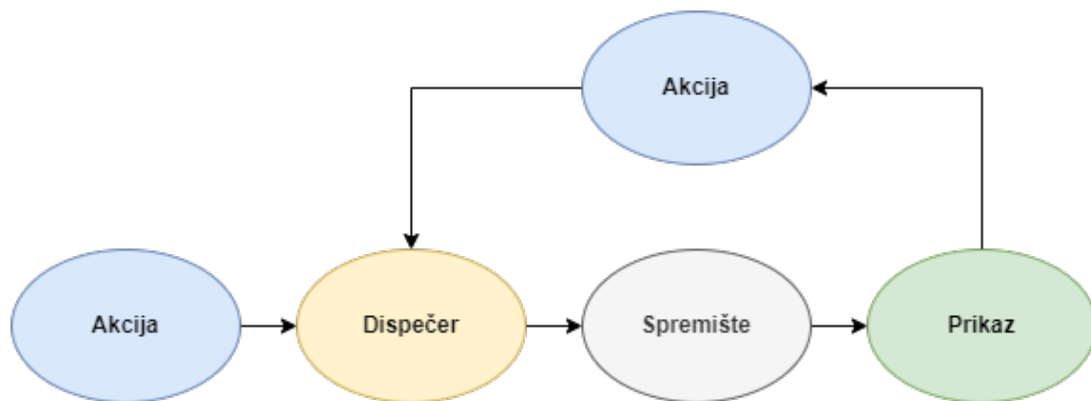 Akcija
Akcija
Dispečer
Spremište
Prikaz